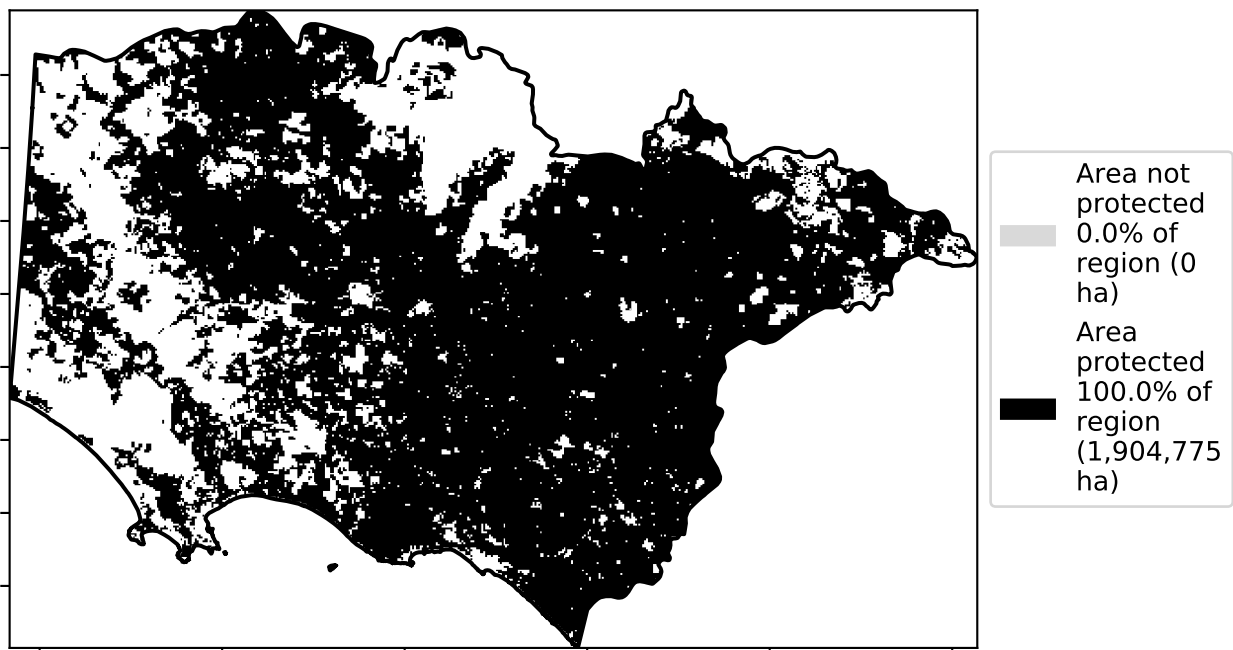 Area not
protected
0.0% of
region (0
ha)
Area
protected
100.0% of
region
(1,904,775
ha)